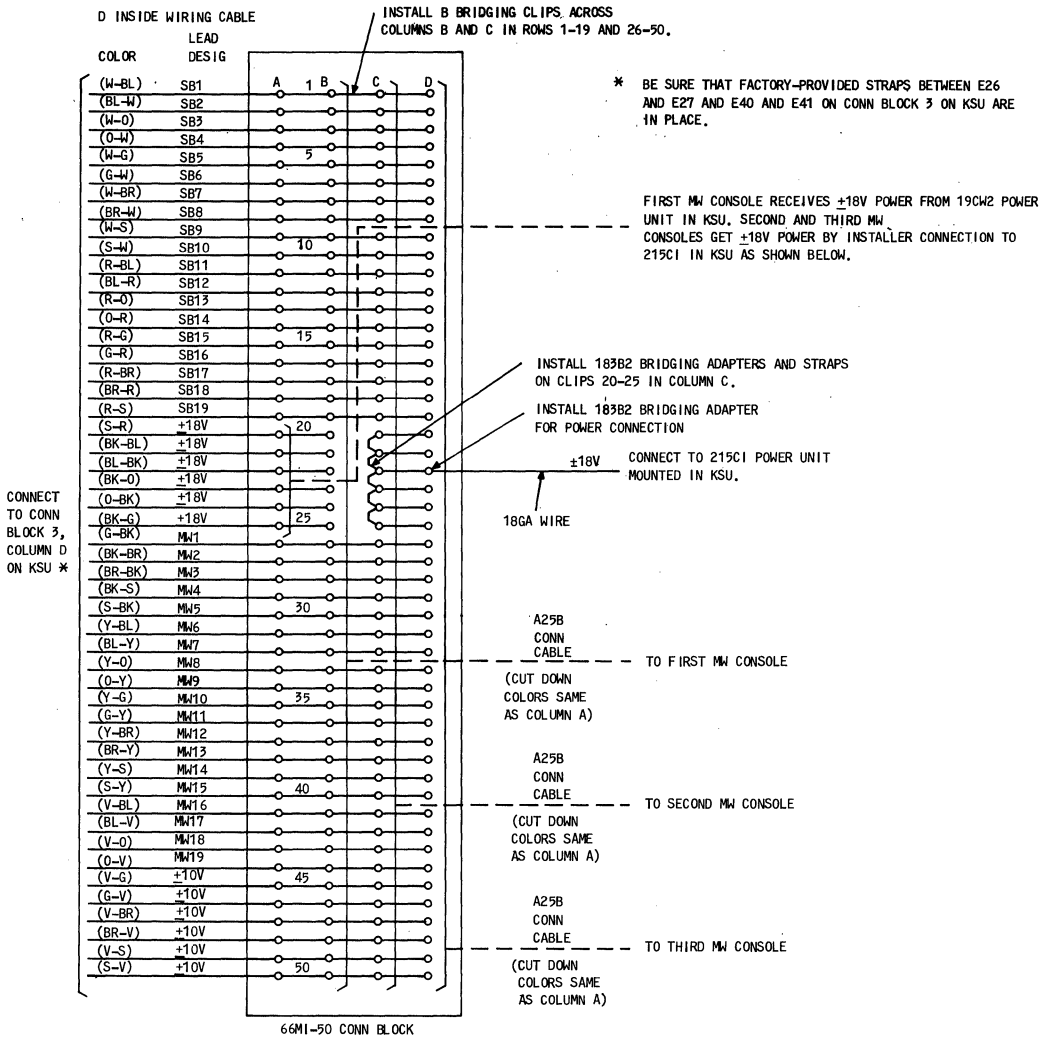 D INSIDE WIRING CABLE
INSTALL B BRIDGING CLIPS ACROSS
COLUMNS B AND C IN ROWS 1-19 AND 26-50.
LEAD
COLOR DESIG
A 1 B C D
(W-BL) SB1
(BL-W) SB2
(W-O) SB3
(O-W) SB4
(W-G) SB5 5
(G-W) SB6
(W-BR) SB7
(BR-W) SB8
(W-S) SB9
(S-W) SB10 10
(R-BL) SB11
(BL-R) SB12
(R-O) SB13
(O-R) SB14
(R-G) SB15 15
(G-R) SB16
(R-BR) SB17
(BR-R) SB18
(R-S) SB19
(S-R) ±18V 20
(BK-BL) ±18V
(BL-BK) ±18V
(BK-O) ±18V
(O-BK) ±18V
(BK-G) +18V 25
(G-BK) MW1
(BK-BR) MW2
(BR-BK) MW3
(BK-S) MW4
(S-BK) MW5 30
(Y-BL) MW6
(BL-Y) MW7
(Y-O) MW8
(O-Y) MW9
(Y-G) MW10 35
(G-Y) MW11
(Y-BR) MW12
(BR-Y) MW13
(Y-S) MW14
(S-Y) MW15 40
(V-BL) MW16
(BL-V) MW17
(V-O) MW18
(O-V) MW19
(V-G) ±10V 45
(G-V) ±10V
(V-BR) ±10V
(BR-V) ±10V
(V-S) ±10V
(S-V) ±10V 50
CONNECT
TO CONN
BLOCK 3,
COLUMN D
ON KSU *
* BE SURE THAT FACTORY-PROVIDED STRAPS BETWEEN E26
AND E27 AND E40 AND E41 ON CONN BLOCK 3 ON KSU ARE
IN PLACE.
FIRST MW CONSOLE RECEIVES ±18V POWER FROM 19CW2 POWER
UNIT IN KSU. SECOND AND THIRD MW
CONSOLES GET ±18V POWER BY INSTALLER CONNECTION TO
215CI IN KSU AS SHOWN BELOW.
INSTALL 183B2 BRIDGING ADAPTERS AND STRAPS
ON CLIPS 20-25 IN COLUMN C.
INSTALL 183B2 BRIDGING ADAPTER
FOR POWER CONNECTION
±18V
CONNECT TO 215CI POWER UNIT
MOUNTED IN KSU.
18GA WIRE
A25B
CONN
CABLE
TO FIRST MW CONSOLE
(CUT DOWN
COLORS SAME
AS COLUMN A)
A25B
CONN
CABLE
TO SECOND MW CONSOLE
(CUT DOWN
COLORS SAME
AS COLUMN A)
A25B
CONN
CABLE
TO THIRD MW CONSOLE
(CUT DOWN
COLORS SAME
AS COLUMN A)
66MI-50 CONN BLOCK